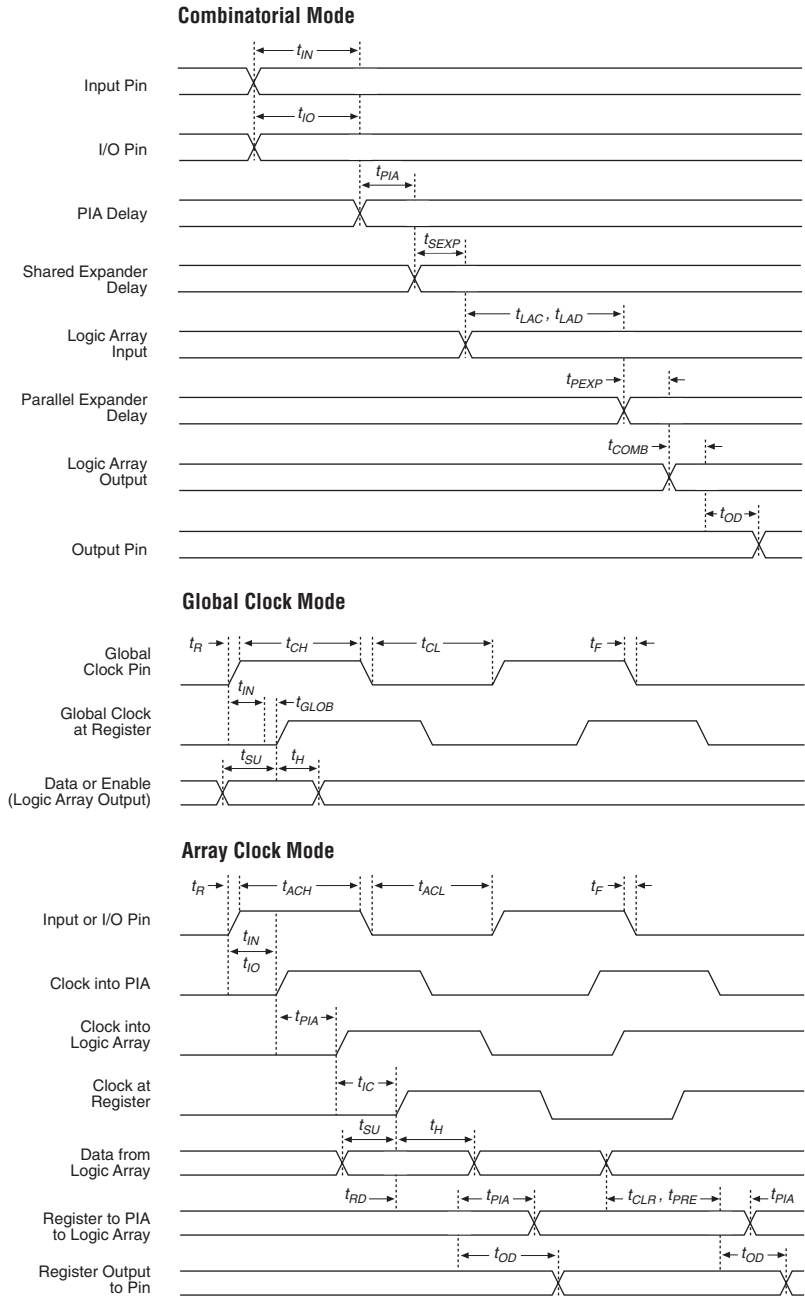 Combinatorial Mode
tIN
Input Pin
tIO
I/O Pin
tPIA
PIA Delay
tSEXP
Shared Expander
Delay
tLAC , tLAD
Logic Array
Input
tPEXP
Parallel Expander
Delay
tCOMB
Logic Array
Output
tOD
Output Pin
Global Clock Mode
tR tCH tCL tF
Global
Clock Pin
tIN
tGLOB
Global Clock
at Register
tSU tH
Data or Enable
(Logic Array Output)
Array Clock Mode
tR tACH tACL tF
Input or I/O Pin
tIN
tIO
Clock into PIA
tPIA
Clock into
Logic Array
tIC
Clock at
Register
tSU tH
Data from
Logic Array
tRD tPIA tCLR , tPRE tPIA
Register to PIA
to Logic Array
tOD tOD
Register Output
to Pin